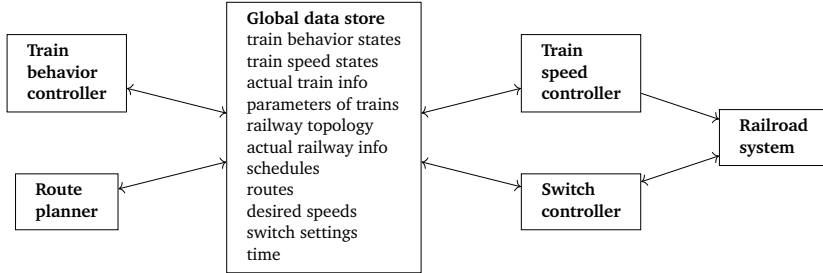 Train
behavior
controller
Route
planner
Global data store
train behavior states
train speed states
actual train info
parameters of trains
railway topology
actual railway info
schedules
routes
desired speeds
switch settings
time
Train
speed
controller
Switch
controller
Railroad
system